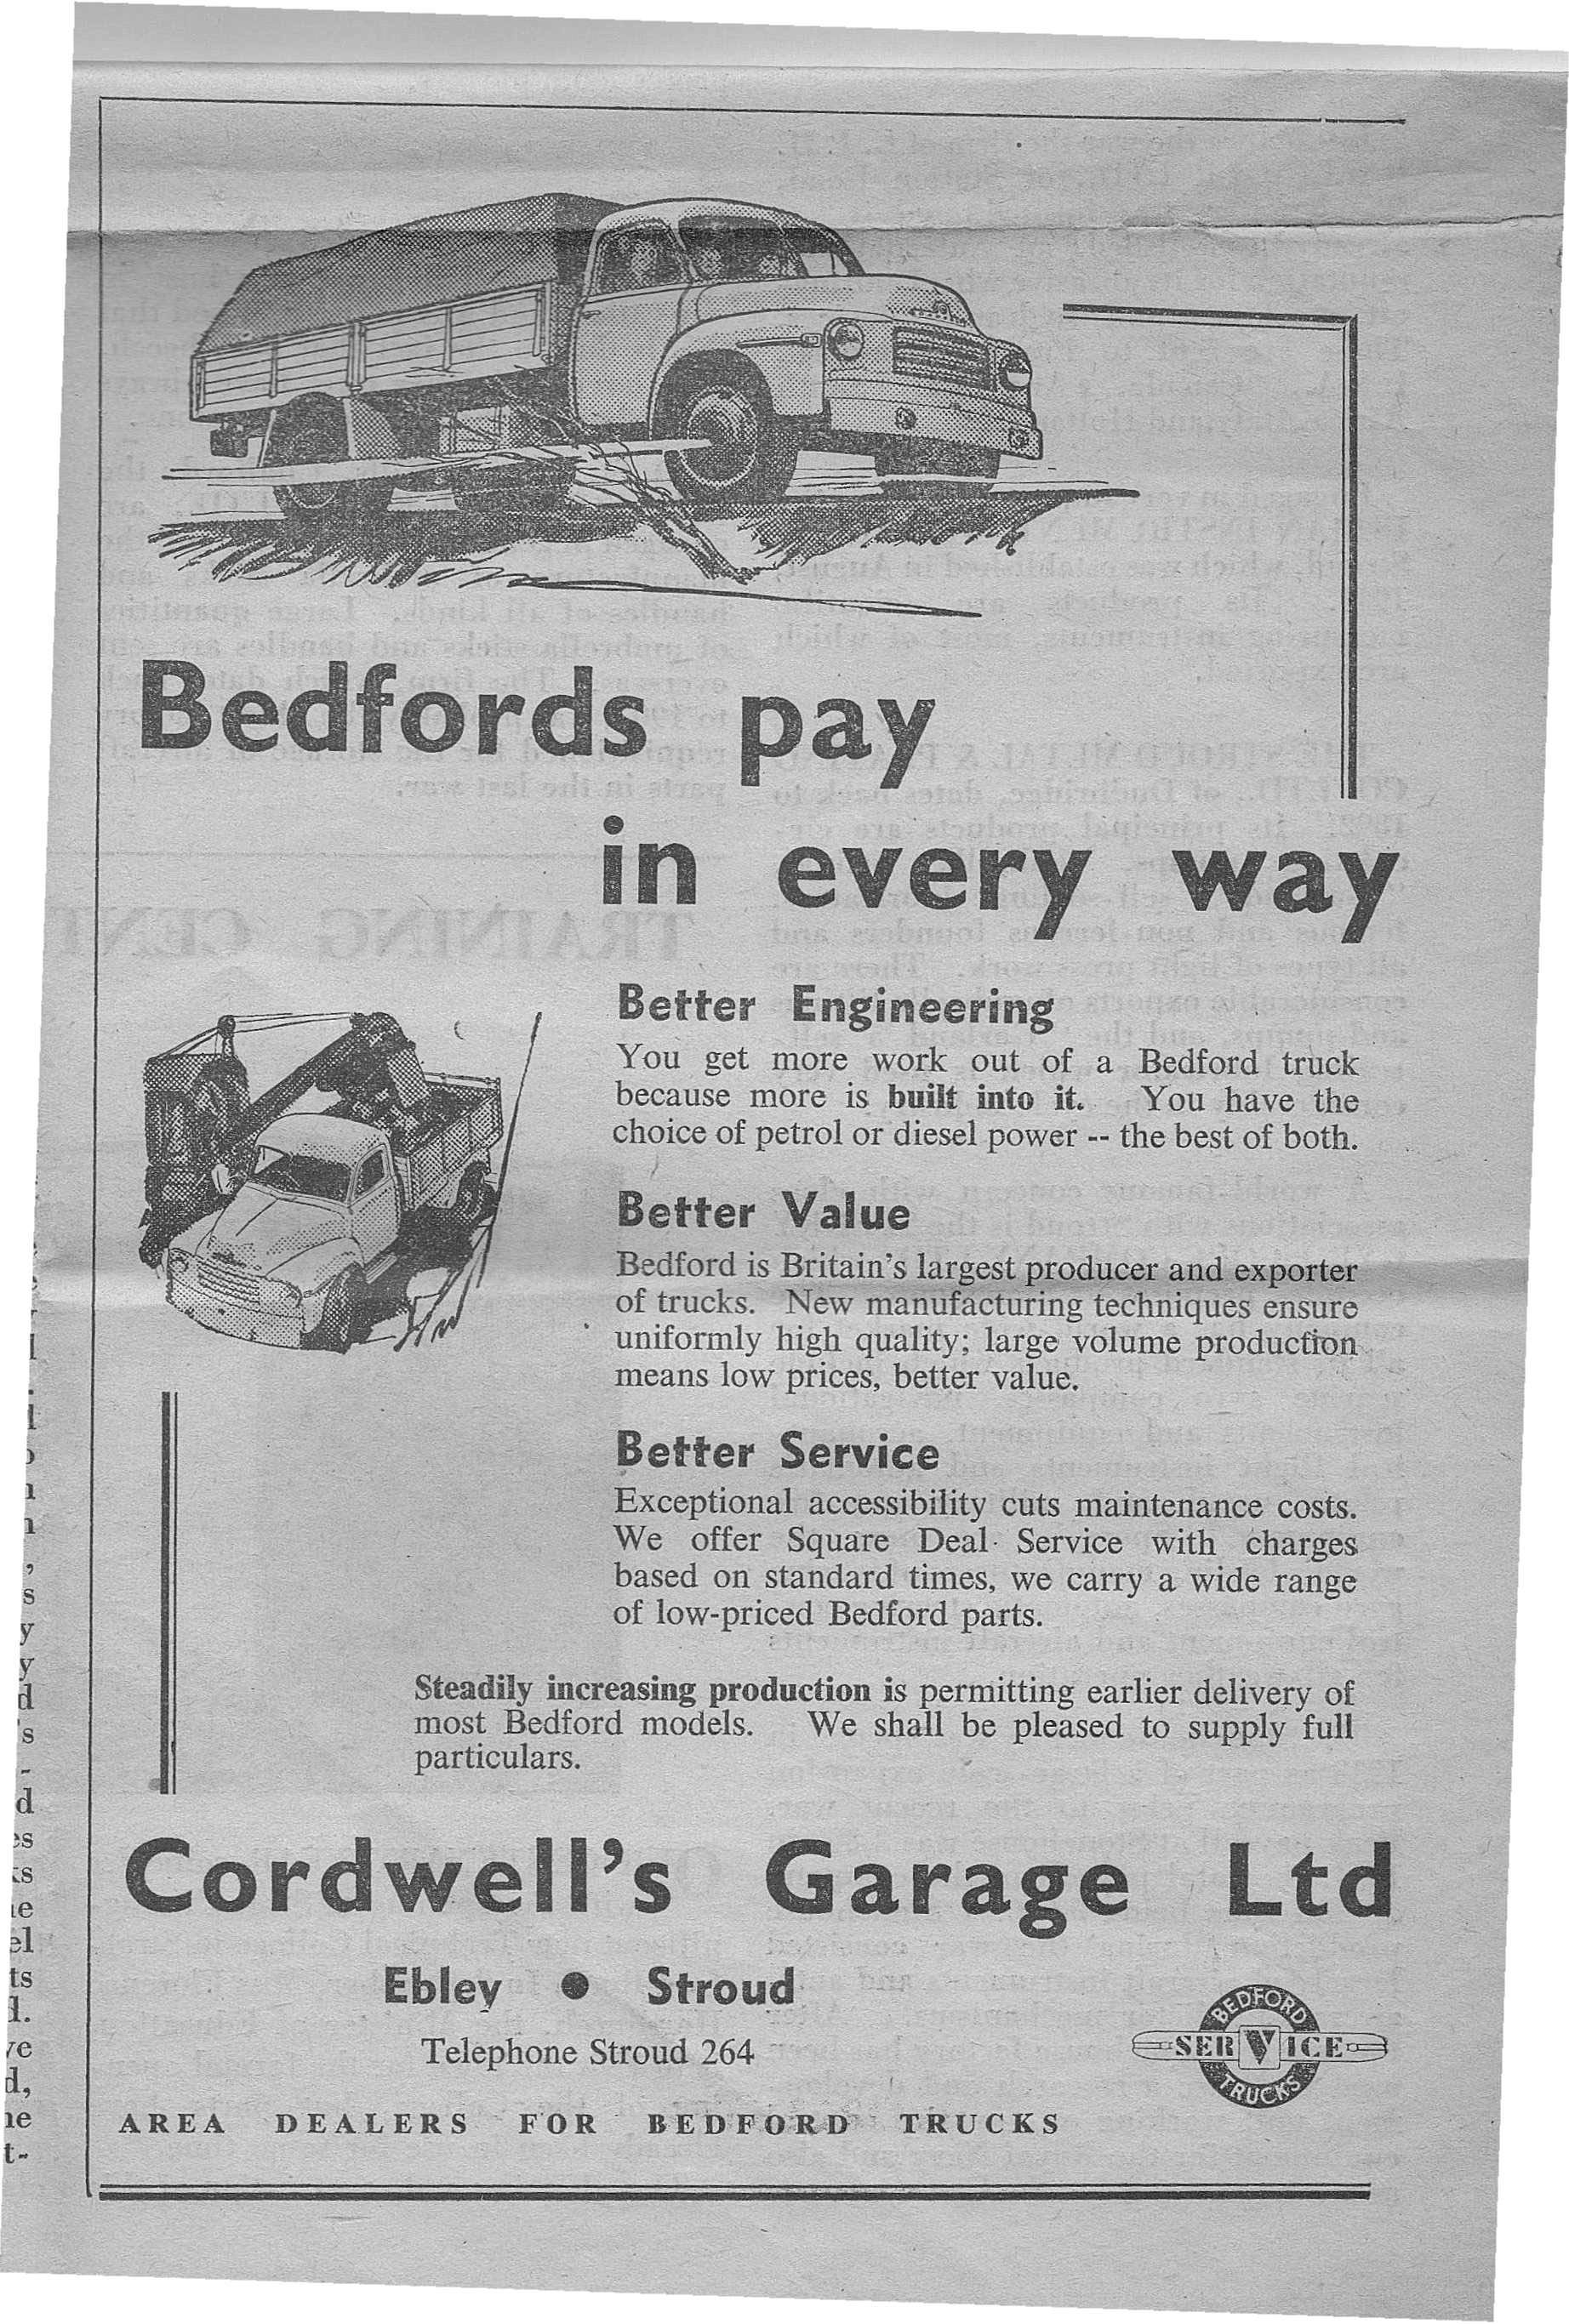 Bedfords pay
in every way
Better Engineering
You get more work out of a Bedford truck
because more is built into it. You have the
choice of petrol or diesel power -- the best of both.
Better Value
Bedford is Britain's largest producer and exporter
of trucks. New manufacturing techniques ensure
uniformly high quality; large volume production
means low prices, better value.
Better Service
Exceptional accessibility cuts maintenance costs.
We offer Square Deal Service with charges
based on standard times, we carry a wide range
of low-priced Bedford parts.
Steadily increasing production is permitting earlier delivery of
most Bedford models. We shall be pleased to supply full
particulars.
Cordwell's Garage Ltd
Ebley • Stroud
Telephone Stroud 264
BEDFORD
SERVICE
TRUCKS
AREA DEALERS FOR BEDFORD TRUCKS